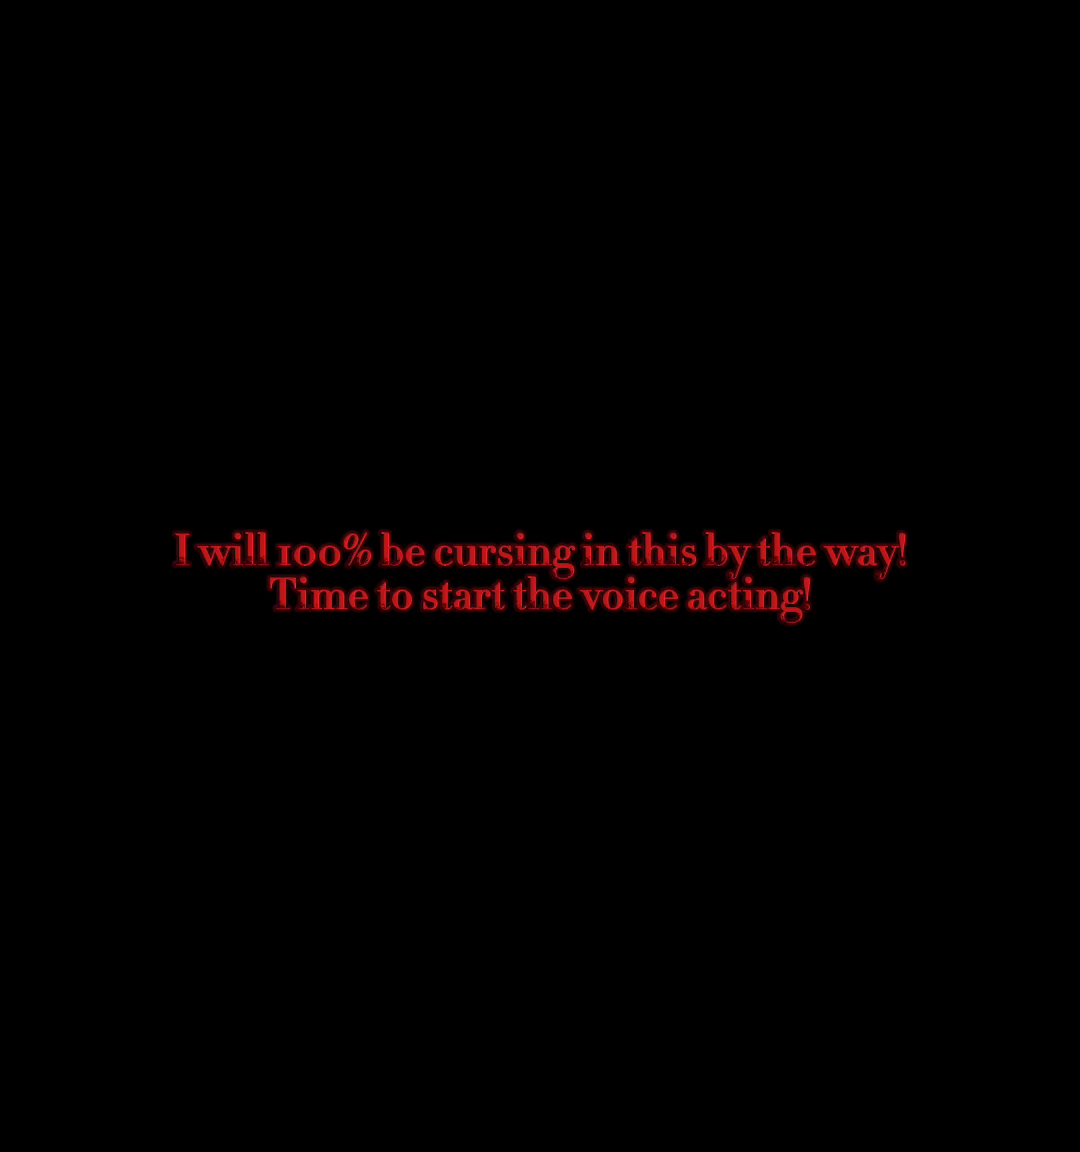 I will 100% be cursing in this by the way!
Time to start the voice acting!